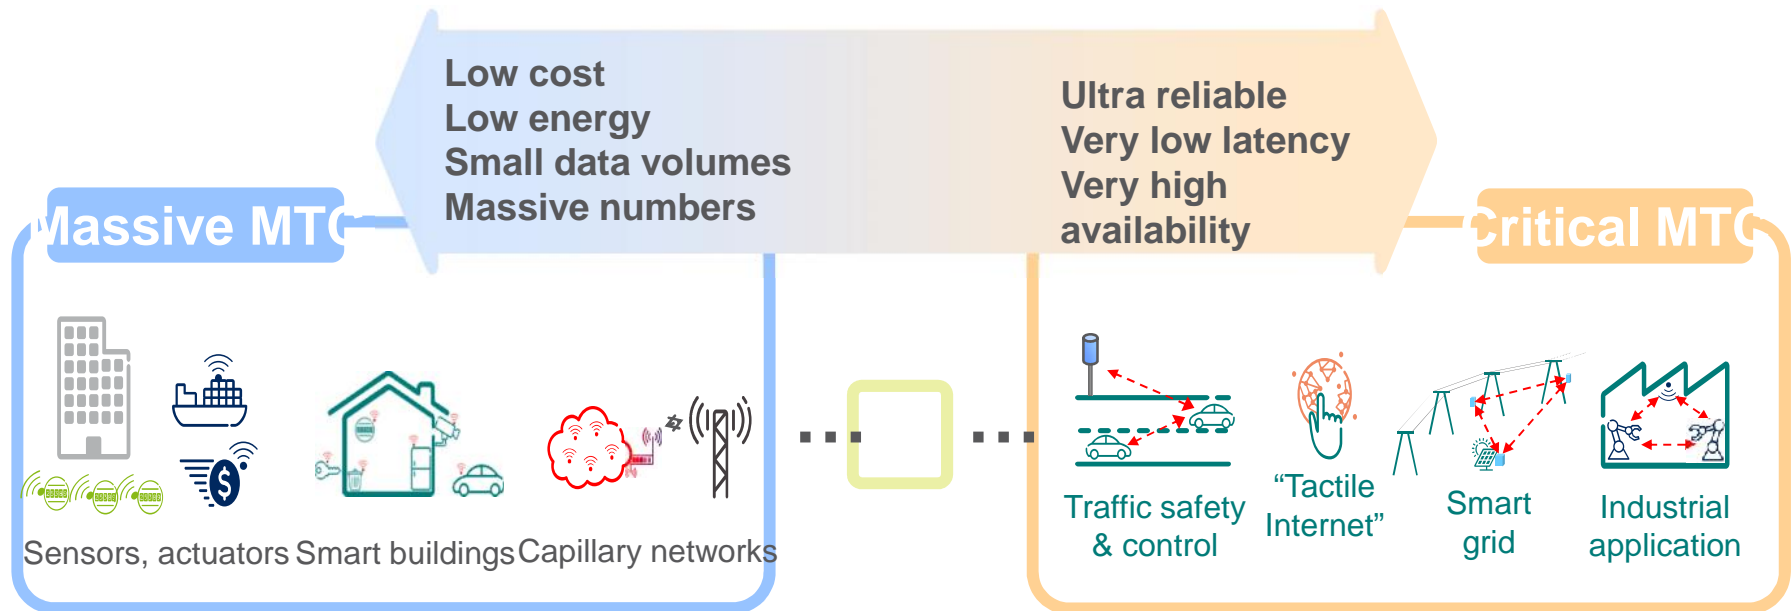 Low cost
Low energy
Small data volumes
Massive numbers
Ultra reliable
Very low latency
Very high
availability
Massive MTC
Critical MTC
$
Sensors, actuators
Smart buildings
Capillary networks
Traffic safety
& control
“Tactile
Internet”
Smart
grid
Industrial
application